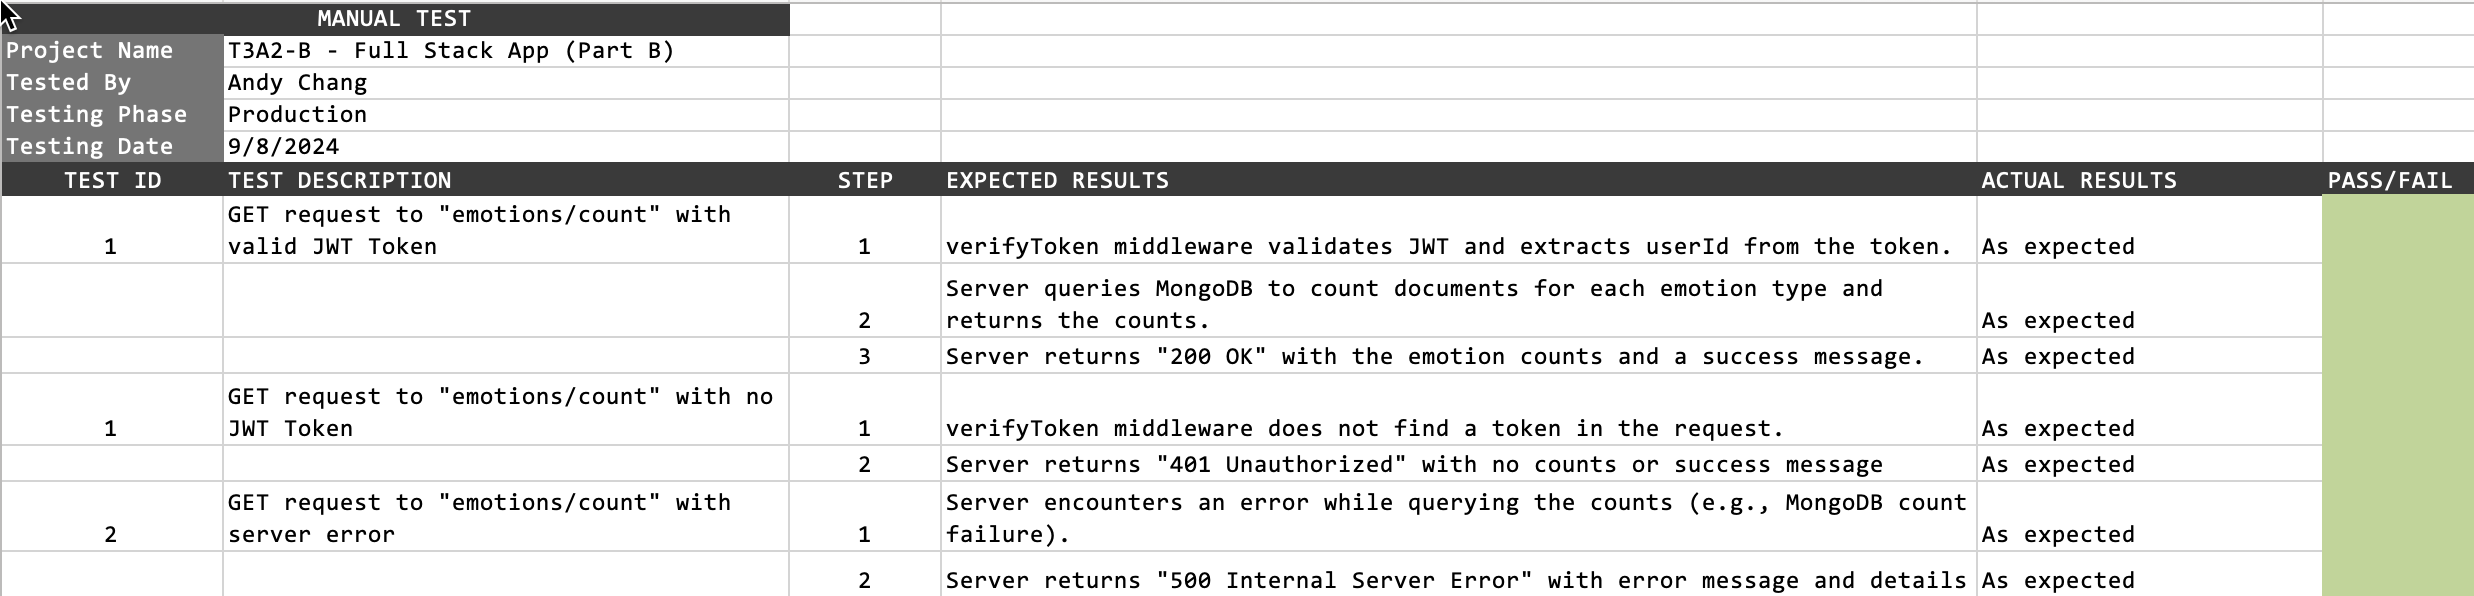 MANUAL TEST
Project Name T3A2-B - Full Stack App (Part B)
Tested By Andy Chang
Testing Phase Production
Testing Date 9/8/2024
TEST ID TEST DESCRIPTION STEP EXPECTED RESULTS ACTUAL RESULTS PASS/FAIL
GET request to "emotions/count" with
1 valid JWT Token 1 verifyToken middleware validates JWT and extracts userId from the token. As expected
Server queries MongoDB to count documents for each emotion type and
2 returns the counts. As expected
3 Server returns "200 OK" with the emotion counts and a success message. As expected
GET request to "emotions/count" with no
1 JWT Token 1 verifyToken middleware does not find a token in the request. As expected
2 Server returns "401 Unauthorized" with no counts or success message As expected
GET request to "emotions/count" with Server encounters an error while querying the counts (e.g., MongoDB count
2 server error 1 failure). As expected
2 Server returns "500 Internal Server Error" with error message and details As expected